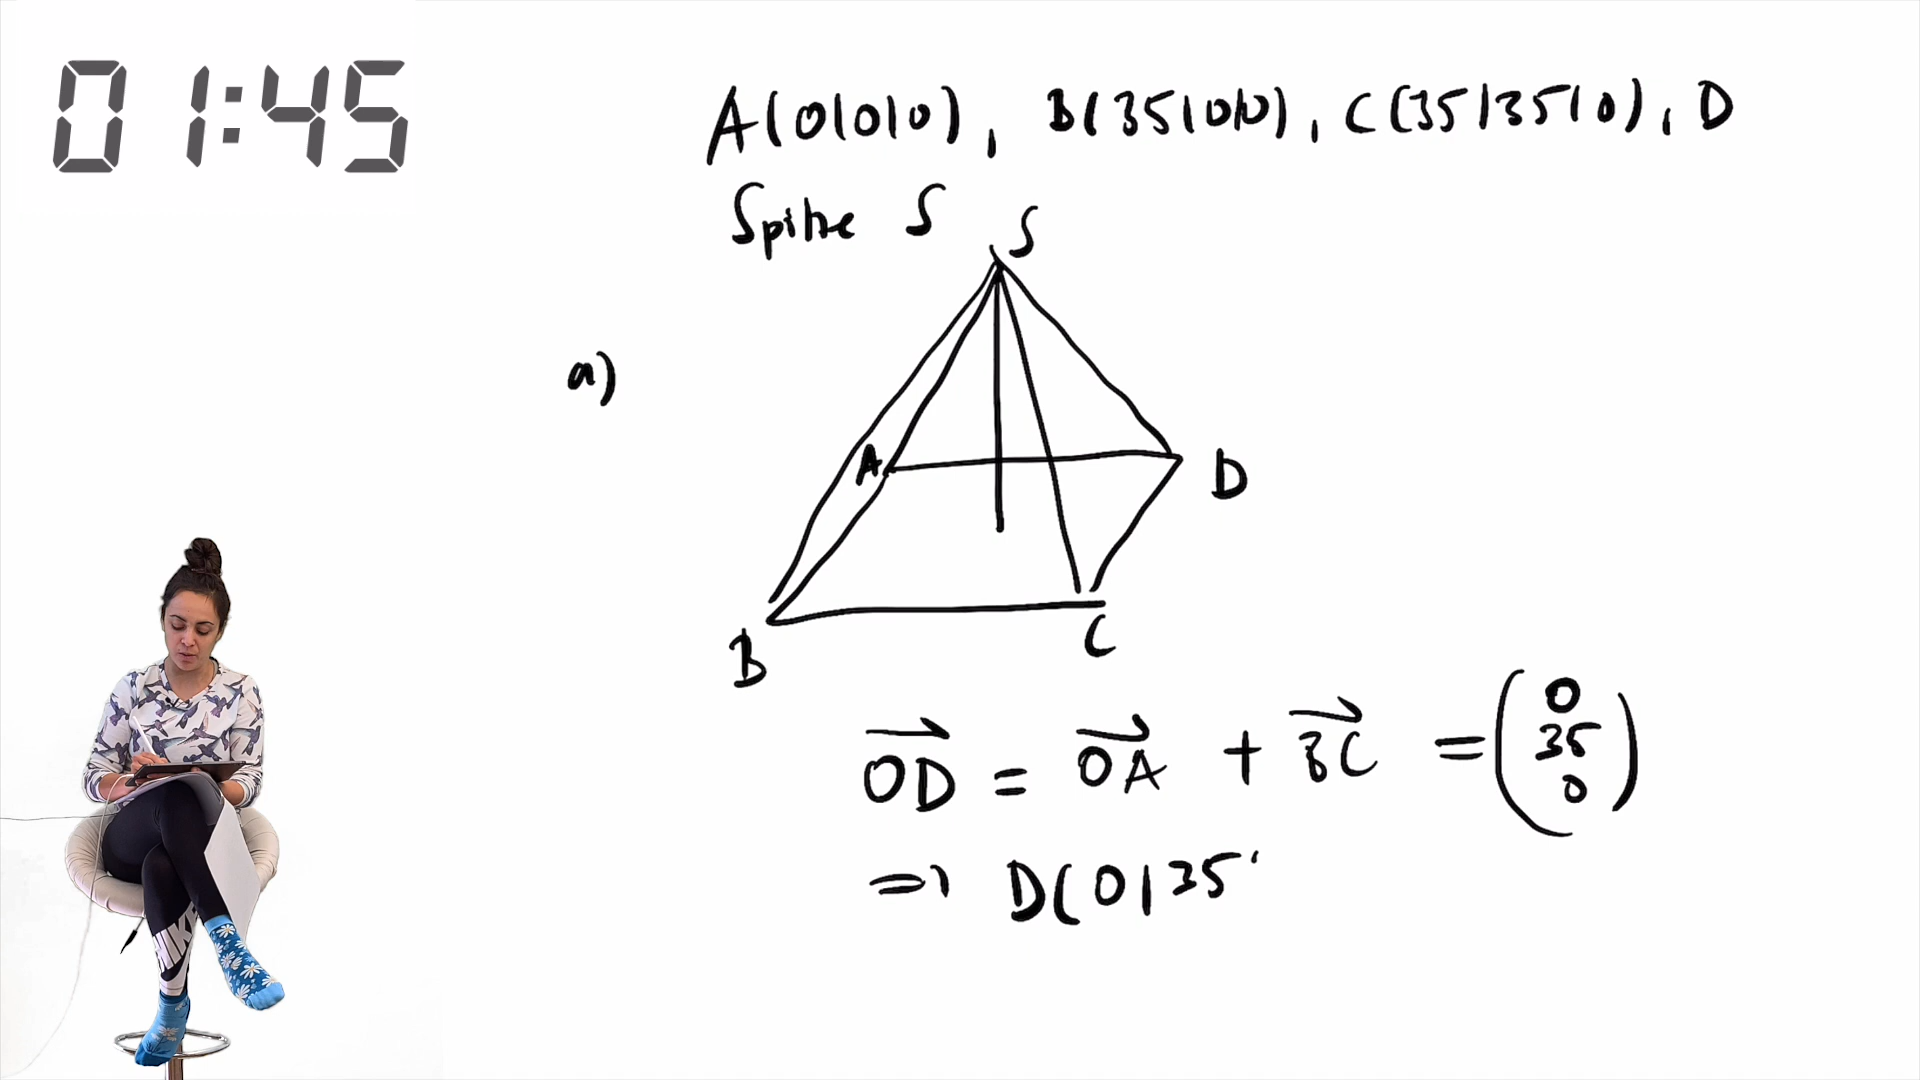 01:45
A(0|0|0), B(35|0|0), C(35|35|0), D
Spitze S
S
a)
A
D
B
C
OD = OA + BC = (0 35 0)
=> D(0|35
NIKE